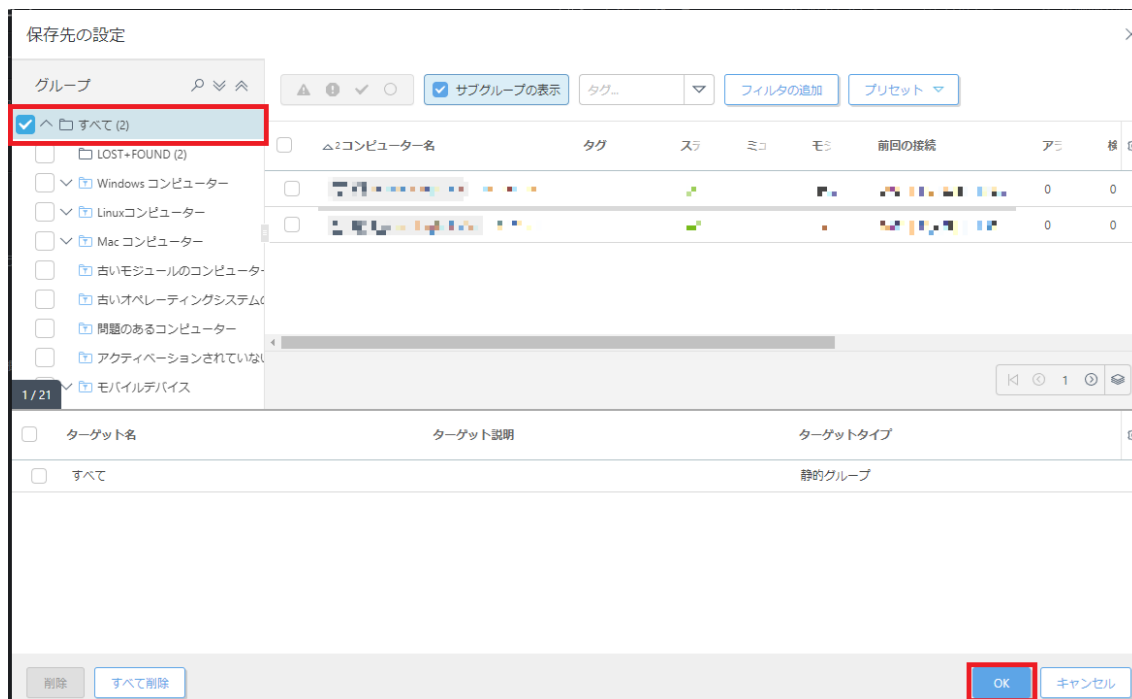 保存先の設定
グループ
サブグループの表示
タグ...
フィルタの追加
プリセット
すべて (2)
LOST+FOUND (2)
Windows コンピューター
Linuxコンピューター
Mac コンピューター
古いモジュールのコンピューター
古いオペレーティングシステムの
問題のあるコンピューター
アクティベーションされていない
モバイルデバイス
1 / 21
2 コンピューター名 タグ ステ ミュ モジ 前回の接続 アラ 検
0 0
0 0
1
ターゲット名 ターゲット説明 ターゲットタイプ
すべて 静的グループ
削除 すべて削除 OK キャンセル